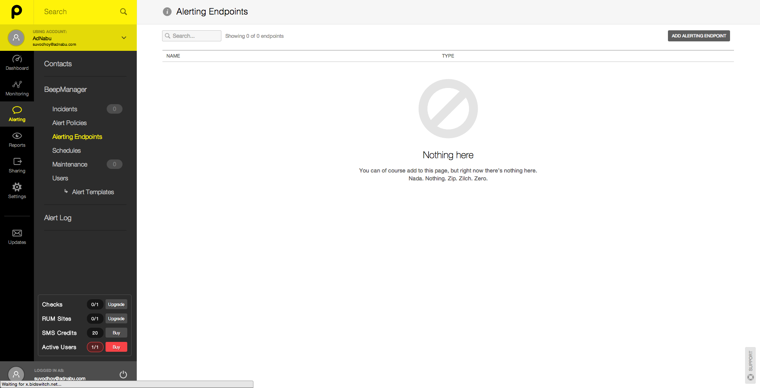 Search
USING ACCOUNT:
AdNabu
suvodhoy@adnabu.com
Dashboard
Monitoring
Alerting
Reports
Sharing
Settings
Updates
Contacts
BeepManager
Incidents 0
Alert Policies
Alerting Endpoints
Schedules
Maintenance 0
Users
Alert Templates
Alert Log
Checks 0/1 Upgrade
RUM Sites 0/1 Upgrade
SMS Credits 20 Buy
Active Users 1/1 Buy
LOGGED IN AS:
suvodhoy@adnabu.com
Waiting for x.bidswitch.net...
Alerting Endpoints
Search...
Showing 0 of 0 endpoints
ADD ALERTING ENDPOINT
NAME TYPE
Nothing here
You can of course add to this page, but right now there's nothing here.
Nada. Nothing. Zip. Zilch. Zero.
SUPPORT